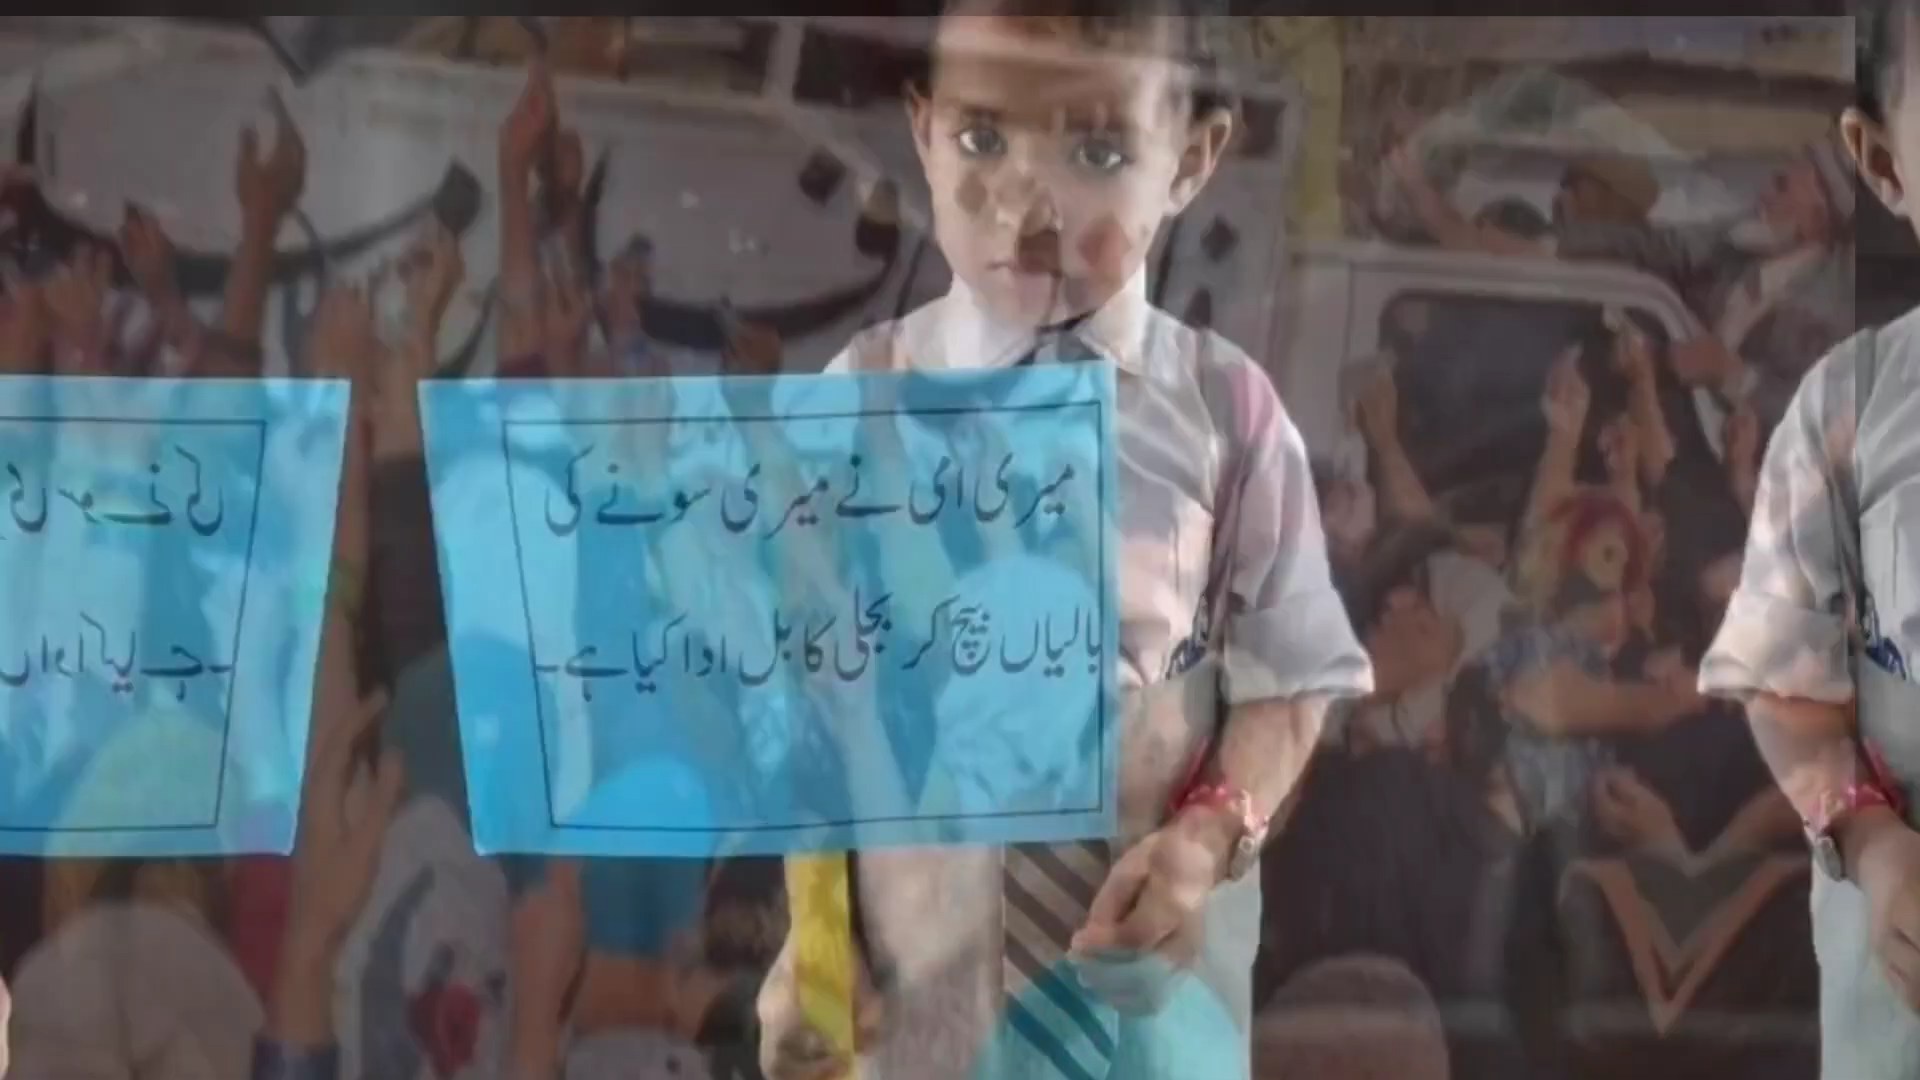 میری امی نے میری سونے کی
بالیاں بیچ کر بجلی کا بل ادا کیا ہے۔